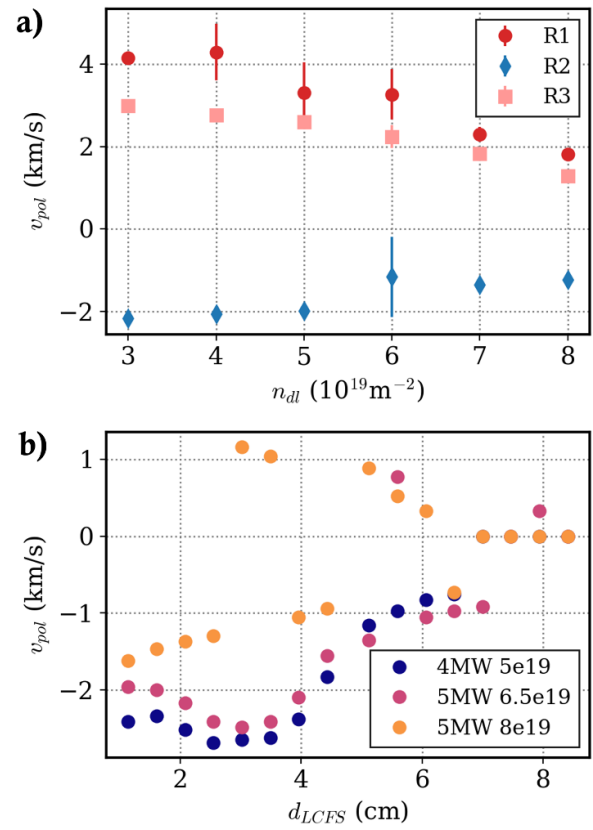 a)
R1
R2
R3
4
2
0
−2
v_pol (km/s)
3 4 5 6 7 8
n_dl (10^19 m^−2)
b)
1
0
−1
−2
v_pol (km/s)
4MW 5e19
5MW 6.5e19
5MW 8e19
2 4 6 8
d_LCFS (cm)